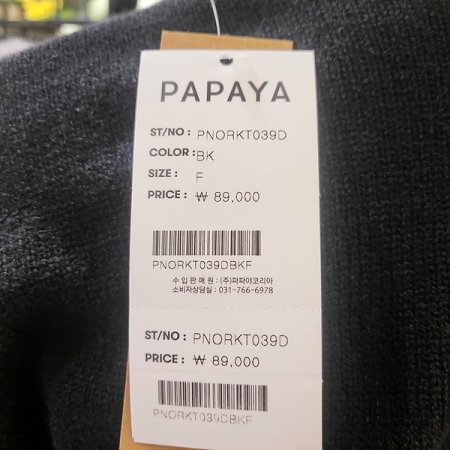 PAPAYA
ST/NO : PNORKT039D
COLOR : BK
SIZE : F
PRICE : ₩ 89,000
PNORKT039DBKF
수 입 판 매 원 : (주)파파야코리아
소비자상담실 : 031-766-6978
ST/NO : PNORKT039D
PRICE : ₩ 89,000
PNORKT039DBKF